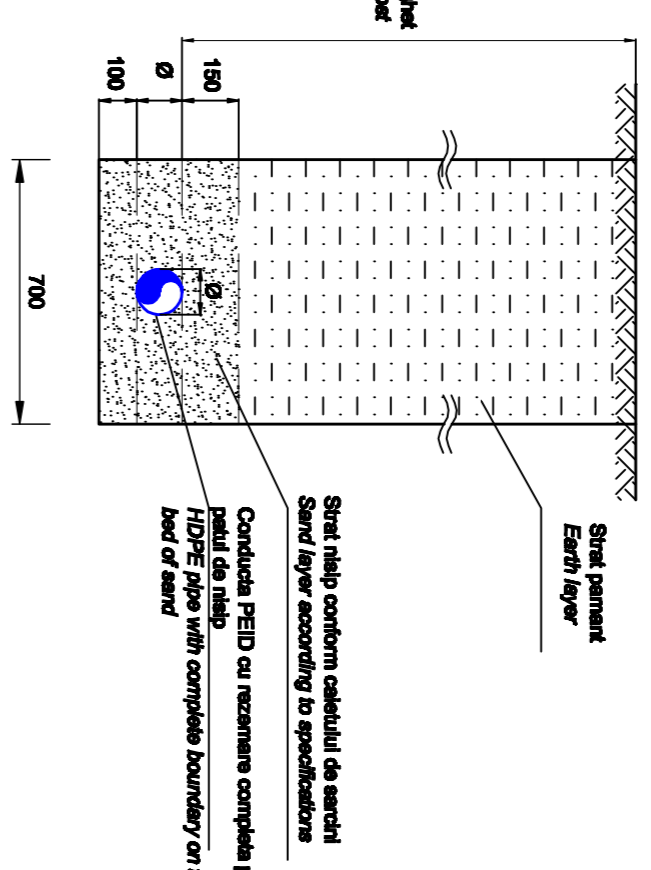 Strat pamant
Earth layer
Strat nisip conform caietului de sarcini
Sand layer according to specifications
Conducta PEID cu rezemare completa
patul de nisip
HDPE pipe with complete boundary on
bed of sand
150
Ø
100
Ø
700